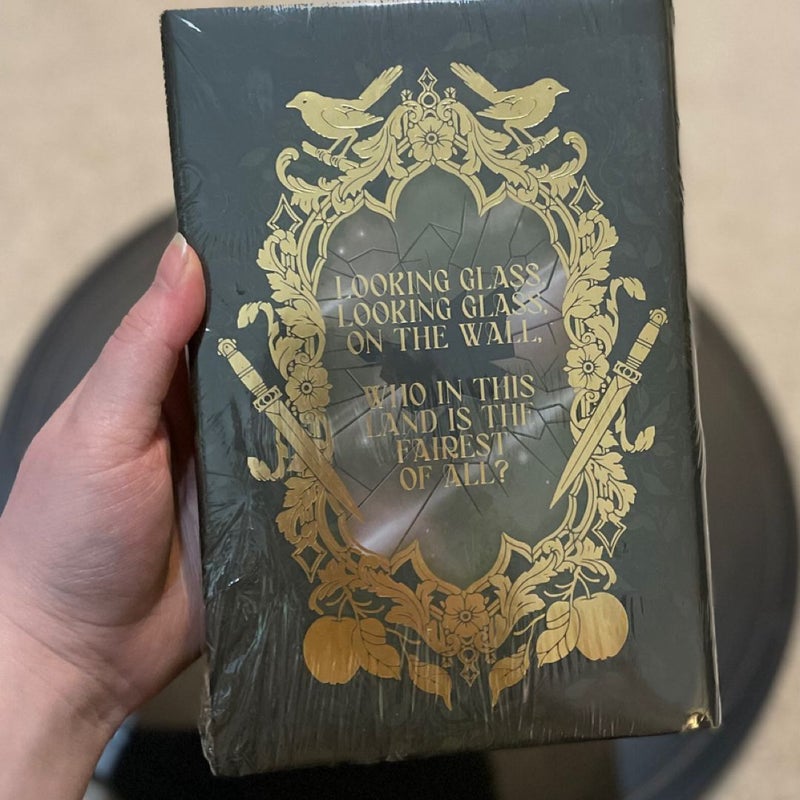 LOOKING GLASS,
LOOKING GLASS,
ON THE WALL,
WHO IN THIS
LAND IS THE
FAIREST
OF ALL?